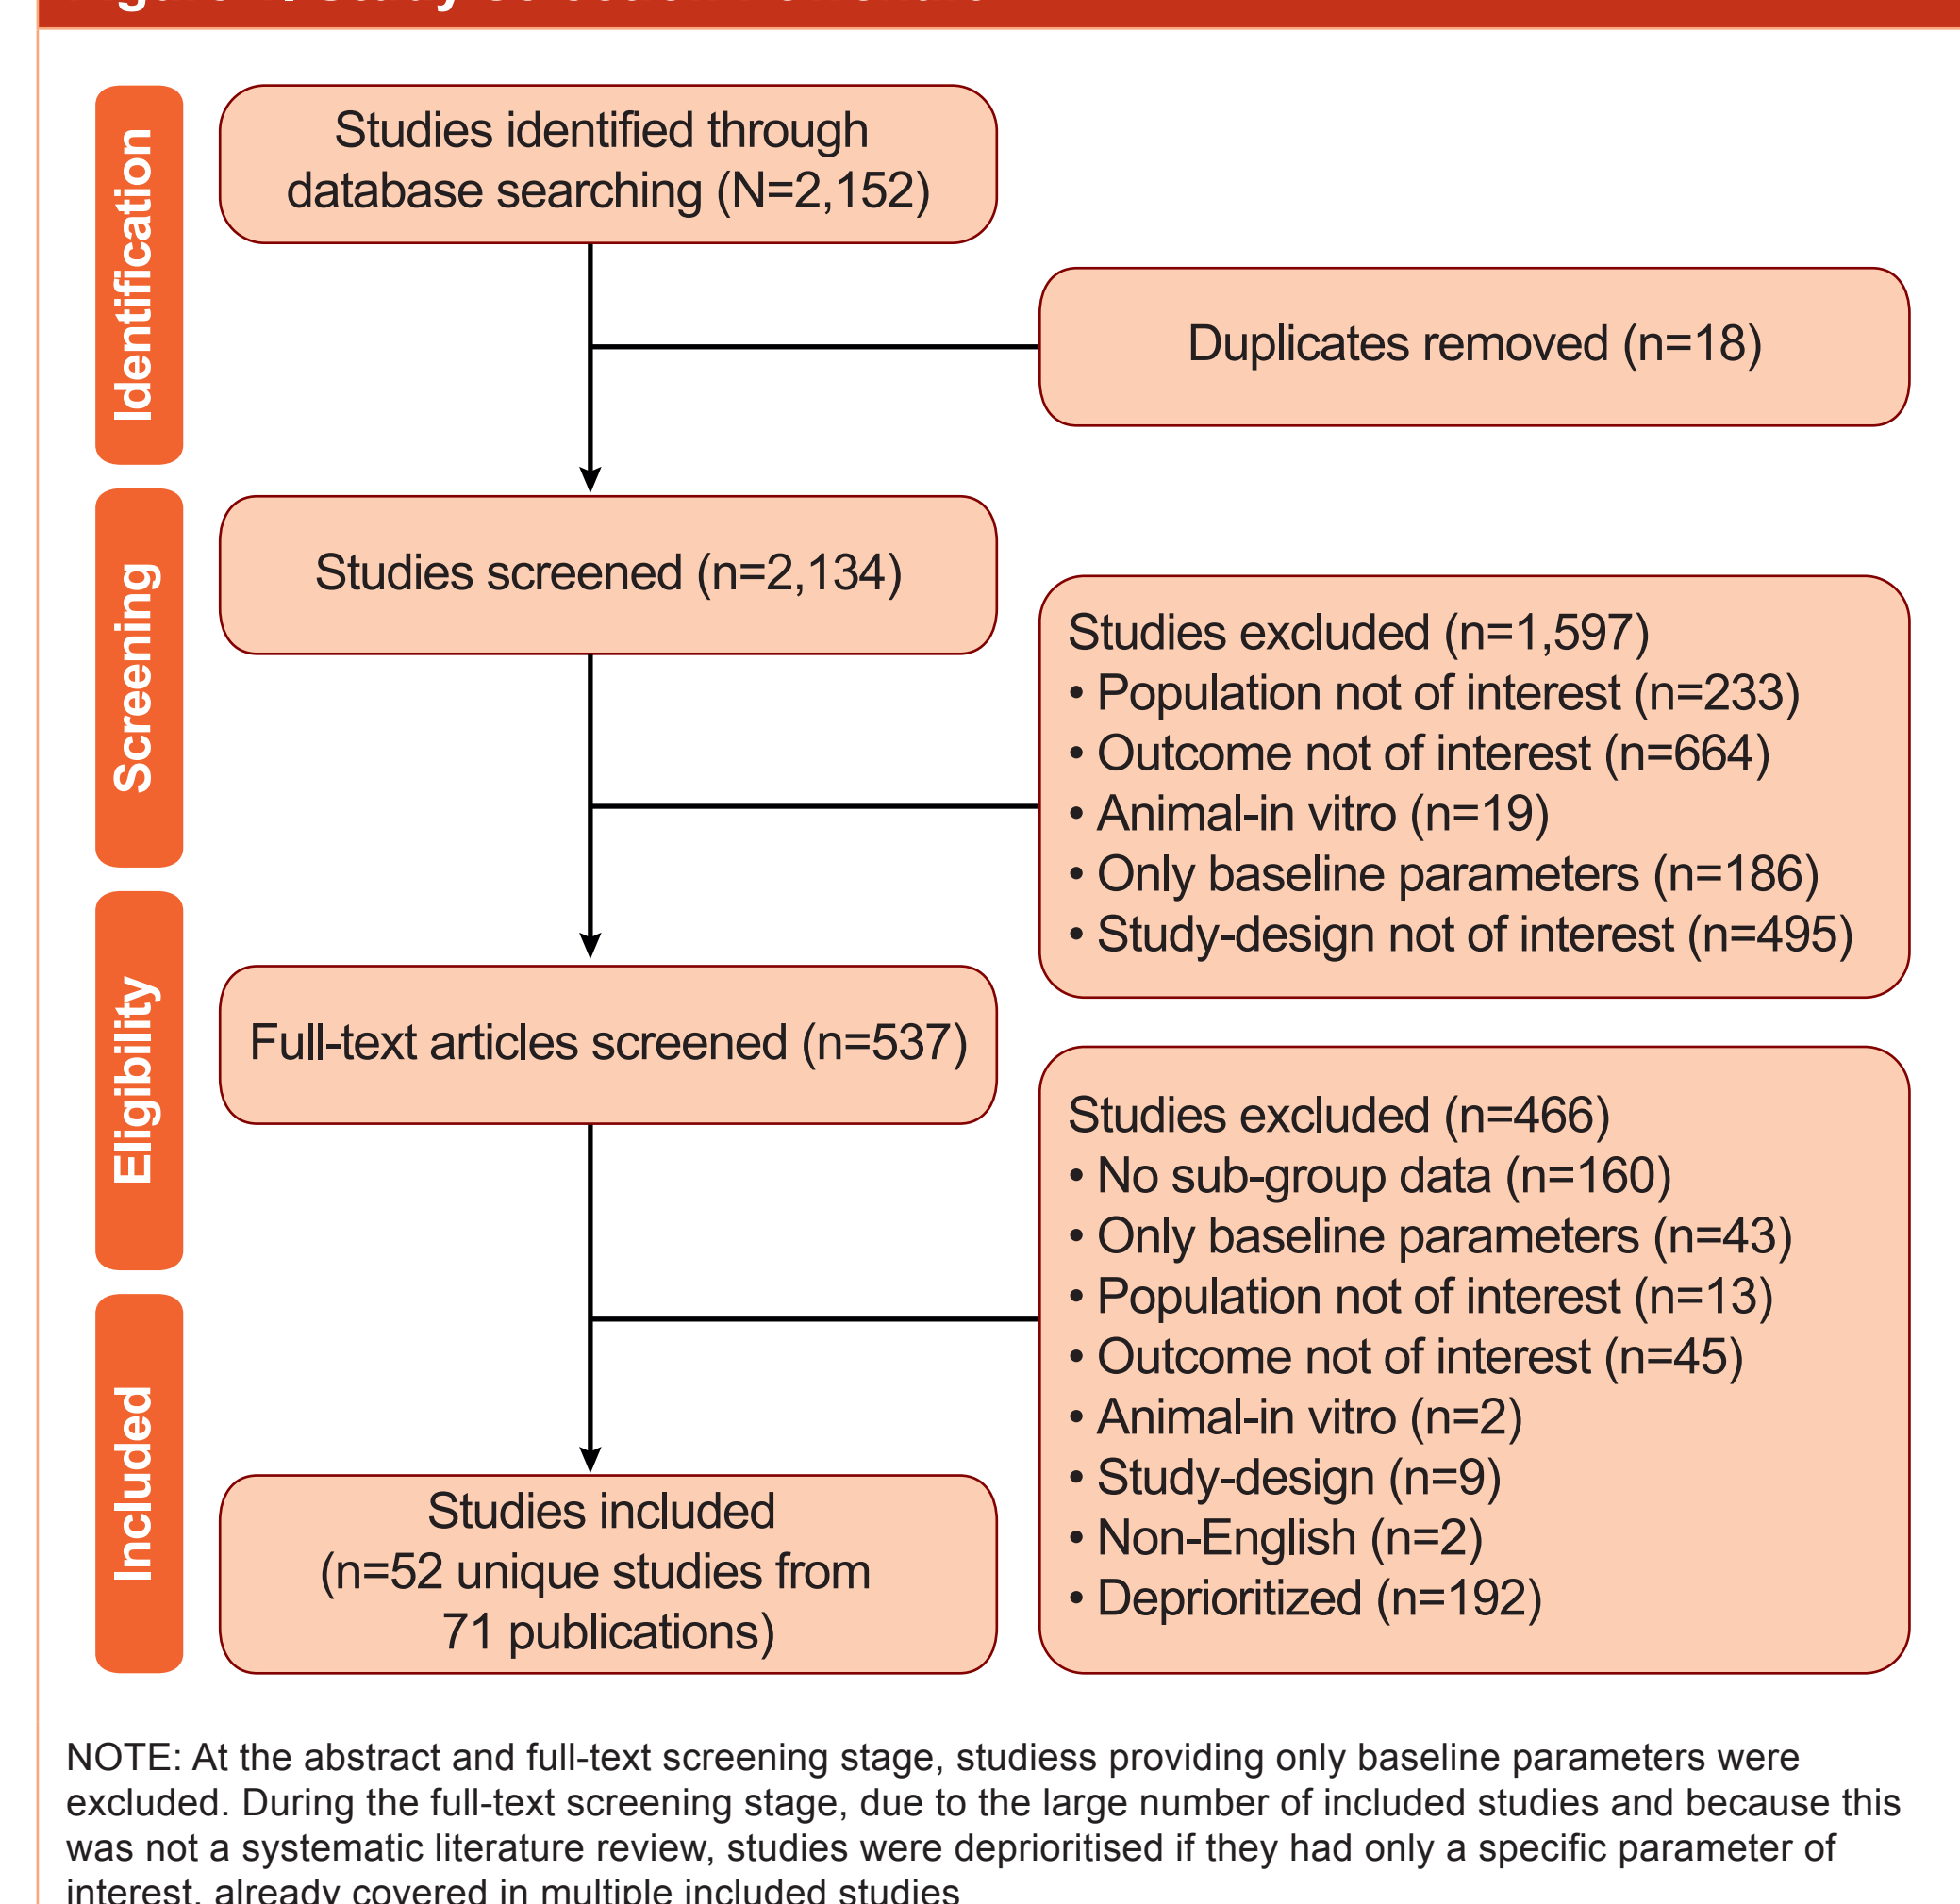 Identification
Studies identified through
database searching (N=2,152)
Duplicates removed (n=18)
Screening
Studies screened (n=2,134)
Studies excluded (n=1,597)
• Population not of interest (n=233)
• Outcome not of interest (n=664)
• Animal-in vitro (n=19)
• Only baseline parameters (n=186)
• Study-design not of interest (n=495)
Eligibility
Full-text articles screened (n=537)
Studies excluded (n=466)
• No sub-group data (n=160)
• Only baseline parameters (n=43)
• Population not of interest (n=13)
• Outcome not of interest (n=45)
• Animal-in vitro (n=2)
• Study-design (n=9)
• Non-English (n=2)
• Deprioritized (n=192)
Included
Studies included
(n=52 unique studies from
71 publications)
NOTE: At the abstract and full-text screening stage, studiess providing only baseline parameters were
excluded. During the full-text screening stage, due to the large number of included studies and because this
was not a systematic literature review, studies were deprioritised if they had only a specific parameter of
interest, already covered in multiple included studies